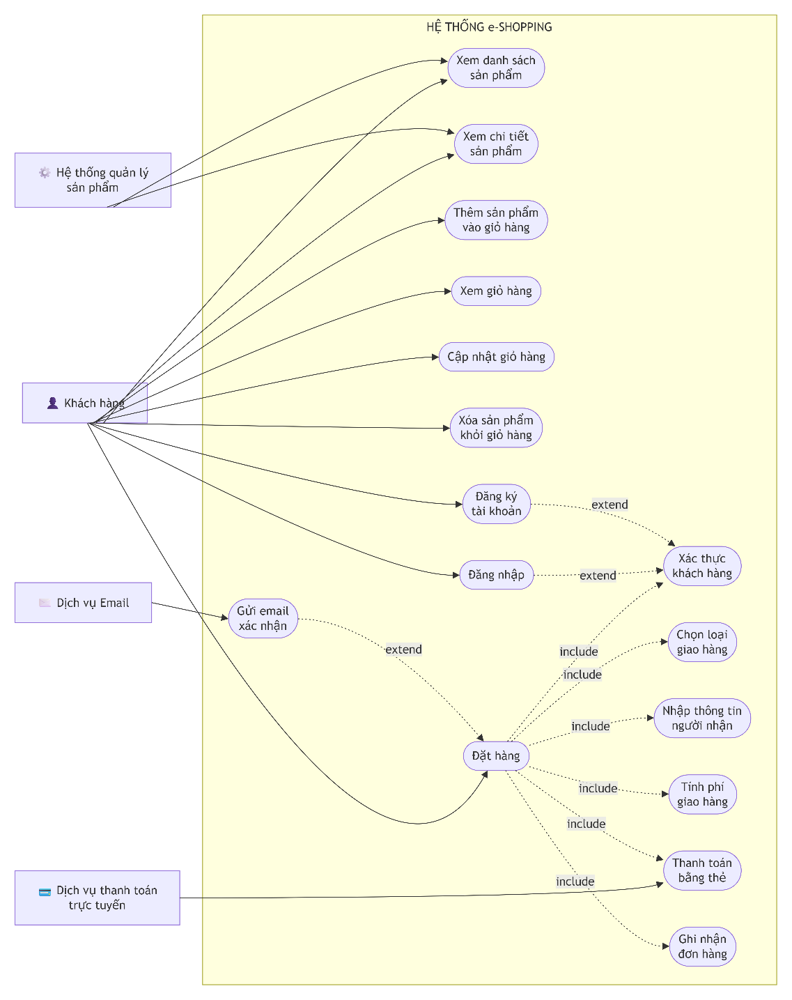 HỆ THỐNG e-SHOPPING
Xem danh sách
sản phẩm
Xem chi tiết
sản phẩm
⚙️ Hệ thống quản lý
sản phẩm
Thêm sản phẩm
vào giỏ hàng
Xem giỏ hàng
Cập nhật giỏ hàng
👤 Khách hàng
Xóa sản phẩm
khỏi giỏ hàng
Đăng ký
tài khoản
extend
Xác thực
khách hàng
Đăng nhập
extend
📨 Dịch vụ Email
Gửi email
xác nhận
extend
include
Chọn loại
giao hàng
include
Nhập thông tin
người nhận
include
Đặt hàng
include
Tính phí
giao hàng
include
Thanh toán
bằng thẻ
include
💳 Dịch vụ thanh toán
trực tuyến
Ghi nhận
đơn hàng